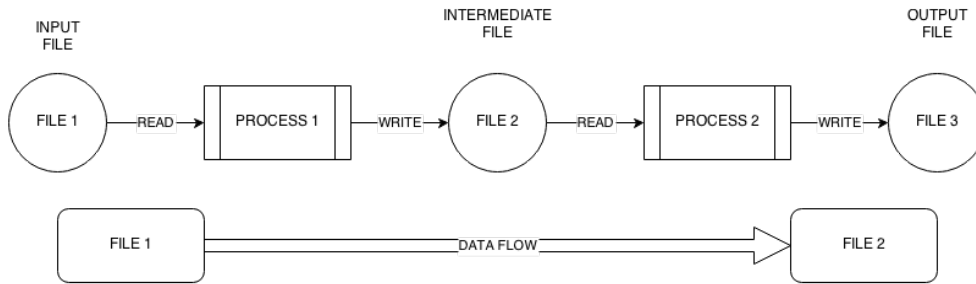 INPUT
FILE
INTERMEDIATE
FILE
OUTPUT
FILE
FILE 1
READ
PROCESS 1
WRITE
FILE 2
READ
PROCESS 2
WRITE
FILE 3
FILE 1
DATA FLOW
FILE 2